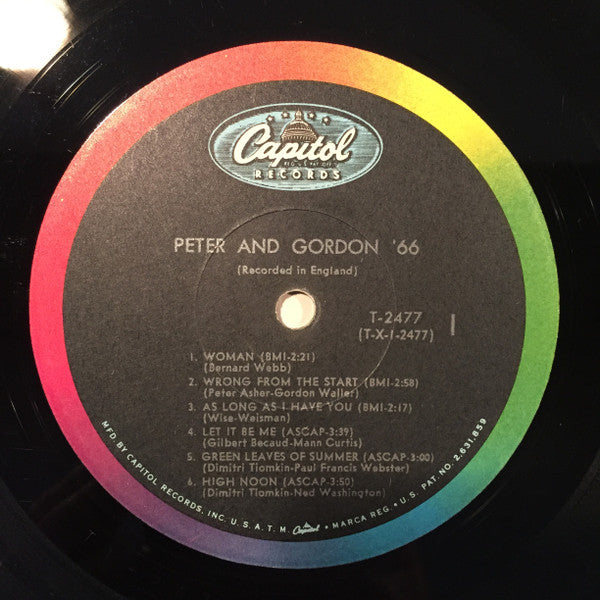 Capitol
REG. U.S. PAT. OFF.
RECORDS
PETER AND GORDON '66
(Recorded in England)
T-2477
(T-X-1-2477)
1
1. WOMAN (BMI-2:21)
(Bernard Webb)
2. WRONG FROM THE START (BMI-2:58)
(Peter Asher-Gordon Waller)
3. AS LONG AS I HAVE YOU (BMI-2:17)
(Wise-Weisman)
4. LET IT BE ME (ASCAP-3:39)
(Gilbert Becaud-Mann Curtis)
5. GREEN LEAVES OF SUMMER (ASCAP-3:00)
(Dimitri Tiomkin-Paul Francis Webster)
6. HIGH NOON (ASCAP-3:50)
(Dimitri Tiomkin-Ned Washington)
MFD. BY CAPITOL RECORDS, INC. U. S. A. T. M. Capitol • MARCA REG. • U. S. PAT. NO. 2,631,859